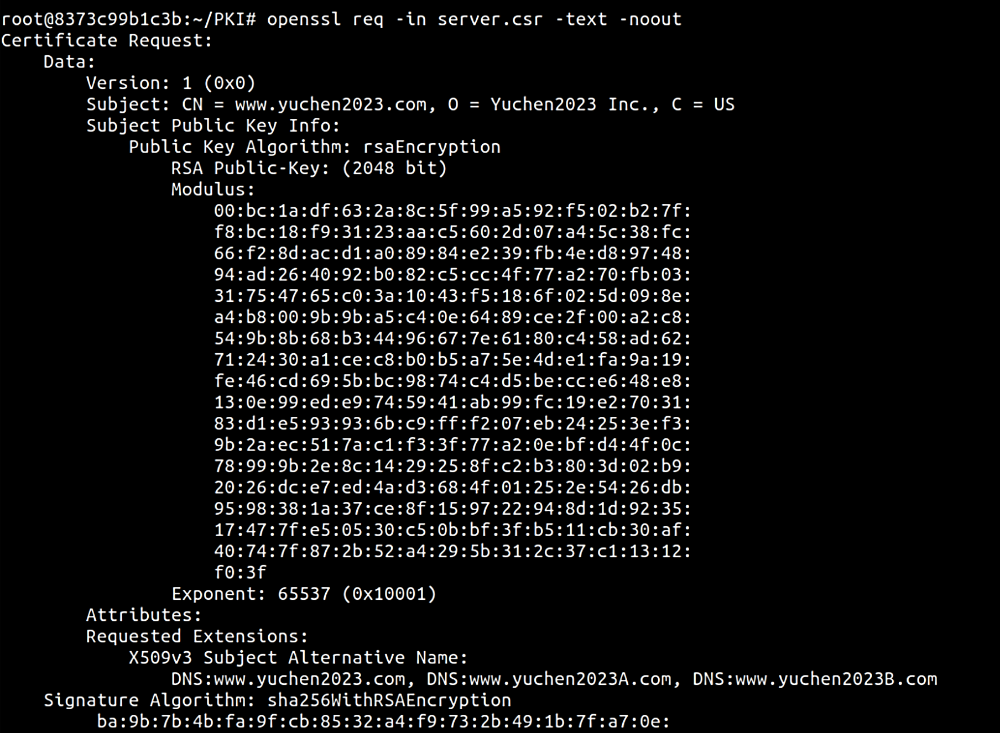 root@8373c99b1c3b:~/PKI# openssl req -in server.csr -text -noout
Certificate Request:
    Data:
        Version: 1 (0x0)
        Subject: CN = www.yuchen2023.com, O = Yuchen2023 Inc., C = US
        Subject Public Key Info:
            Public Key Algorithm: rsaEncryption
                RSA Public-Key: (2048 bit)
                Modulus:
                    00:bc:1a:df:63:2a:8c:5f:99:a5:92:f5:02:b2:7f:
                    f8:bc:18:f9:31:23:aa:c5:60:2d:07:a4:5c:38:fc:
                    66:f2:8d:ac:d1:a0:89:84:e2:39:fb:4e:d8:97:48:
                    94:ad:26:40:92:b0:82:c5:cc:4f:77:a2:70:fb:03:
                    31:75:47:65:c0:3a:10:43:f5:18:6f:02:5d:09:8e:
                    a4:b8:00:9b:9b:a5:c4:0e:64:89:ce:2f:00:a2:c8:
                    54:9b:8b:68:b3:44:96:67:7e:61:80:c4:58:ad:62:
                    71:24:30:a1:ce:c8:b0:b5:a7:5e:4d:e1:fa:9a:19:
                    fe:46:cd:69:5b:bc:98:74:c4:d5:be:cc:e6:48:e8:
                    13:0e:99:ed:e9:74:59:41:ab:99:fc:19:e2:70:31:
                    83:d1:e5:93:93:6b:c9:ff:f2:07:eb:24:25:3e:f3:
                    9b:2a:ec:51:7a:c1:f3:3f:77:a2:0e:bf:d4:4f:0c:
                    78:99:9b:2e:8c:14:29:25:8f:c2:b3:80:3d:02:b9:
                    20:26:dc:e7:ed:4a:d3:68:4f:01:25:2e:54:26:db:
                    95:98:38:1a:37:ce:8f:15:97:22:94:8d:1d:92:35:
                    17:47:7f:e5:05:30:c5:0b:bf:3f:b5:11:cb:30:af:
                    40:74:7f:87:2b:52:a4:29:5b:31:2c:37:c1:13:12:
                    f0:3f
                Exponent: 65537 (0x10001)
        Attributes:
        Requested Extensions:
            X509v3 Subject Alternative Name:
                DNS:www.yuchen2023.com, DNS:www.yuchen2023A.com, DNS:www.yuchen2023B.com
    Signature Algorithm: sha256WithRSAEncryption
         ba:9b:7b:4b:fa:9f:cb:85:32:a4:f9:73:2b:49:1b:7f:a7:0e: